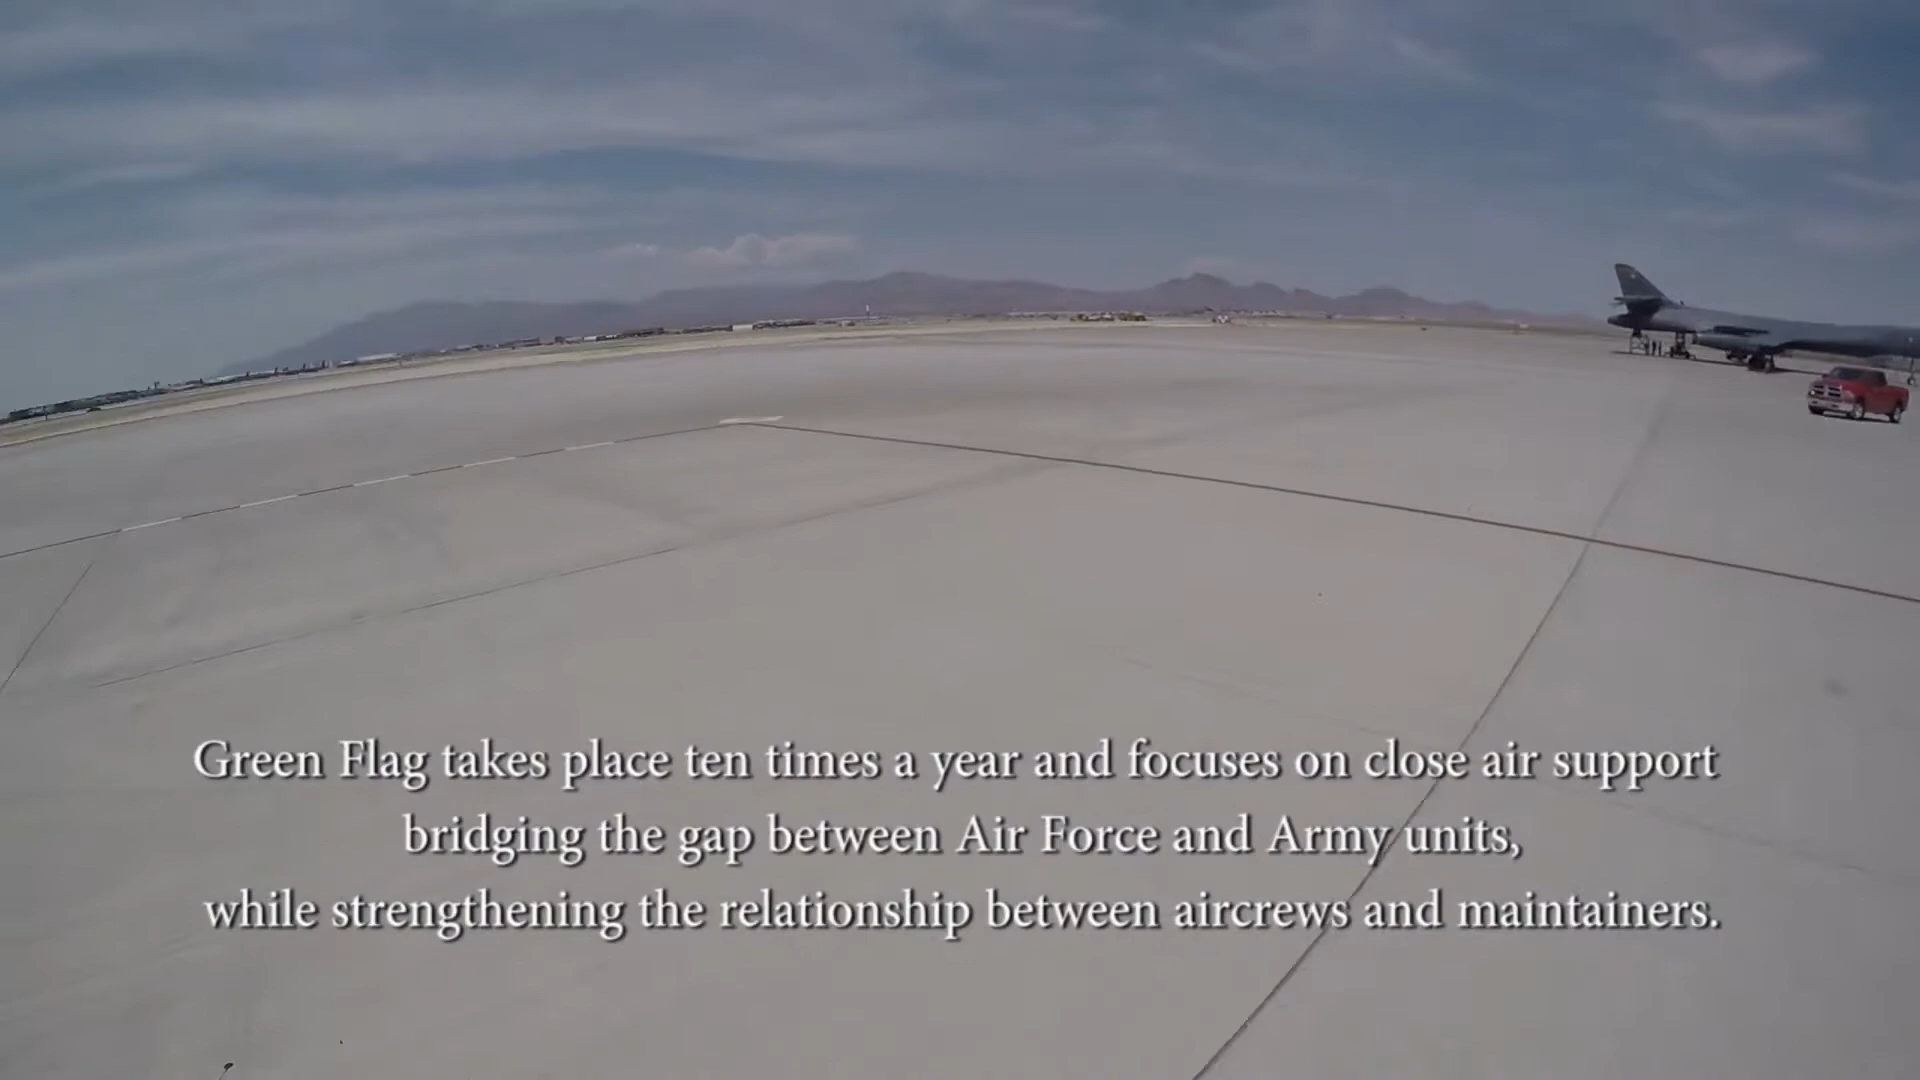 Green Flag takes place ten times a year and focuses on close air support
bridging the gap between Air Force and Army units,
while strengthening the relationship between aircrews and maintainers.